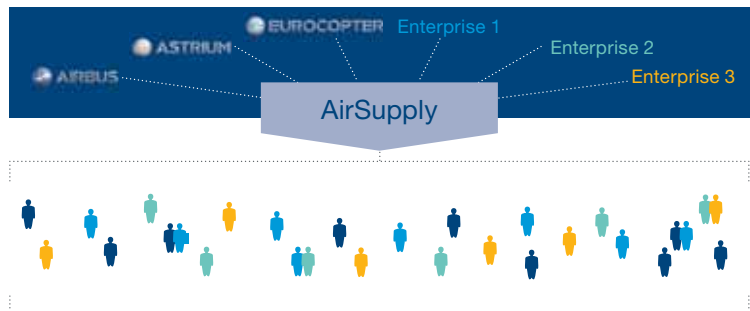 EUROCOPTER
Enterprise 1
ASTRIUM
Enterprise 2
AIRBUS
Enterprise 3
AirSupply